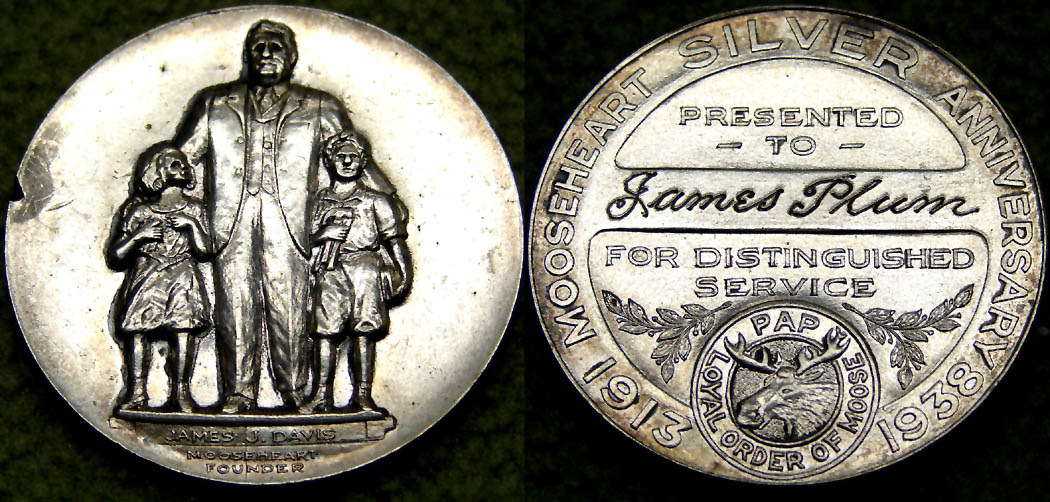 JAMES J. DAVIS
MOOSEHEART
FOUNDER
MOOSEHEART SILVER ANNIVERSARY
PRESENTED
- TO -
James Plum
FOR DISTINGUISHED
SERVICE
PAP
LOYAL ORDER OF MOOSE
1913 1938